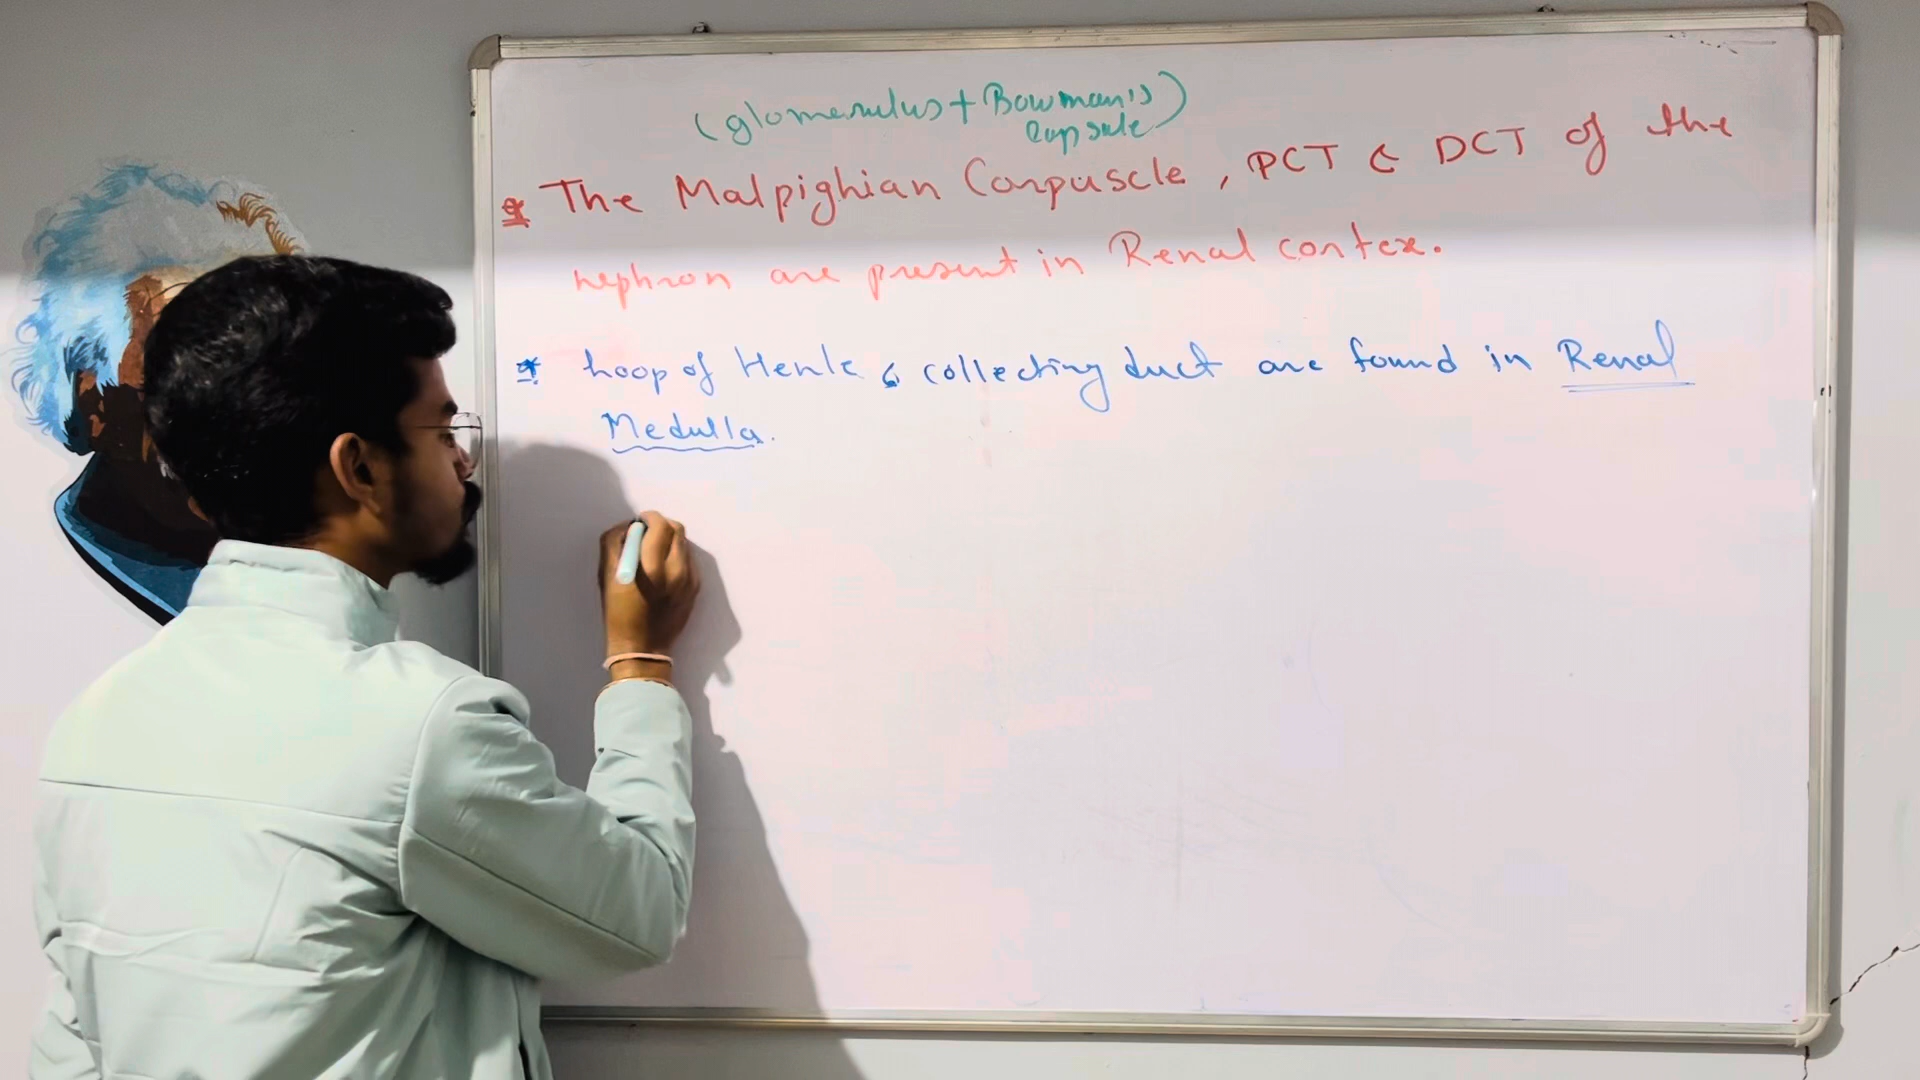 (glomerulus + Bowman's
capsule)
* The Malpighian Corpuscle, PCT & DCT of the
nephron are present in Renal cortex.
* Loop of Henle & collecting duct are found in Renal
Medulla.